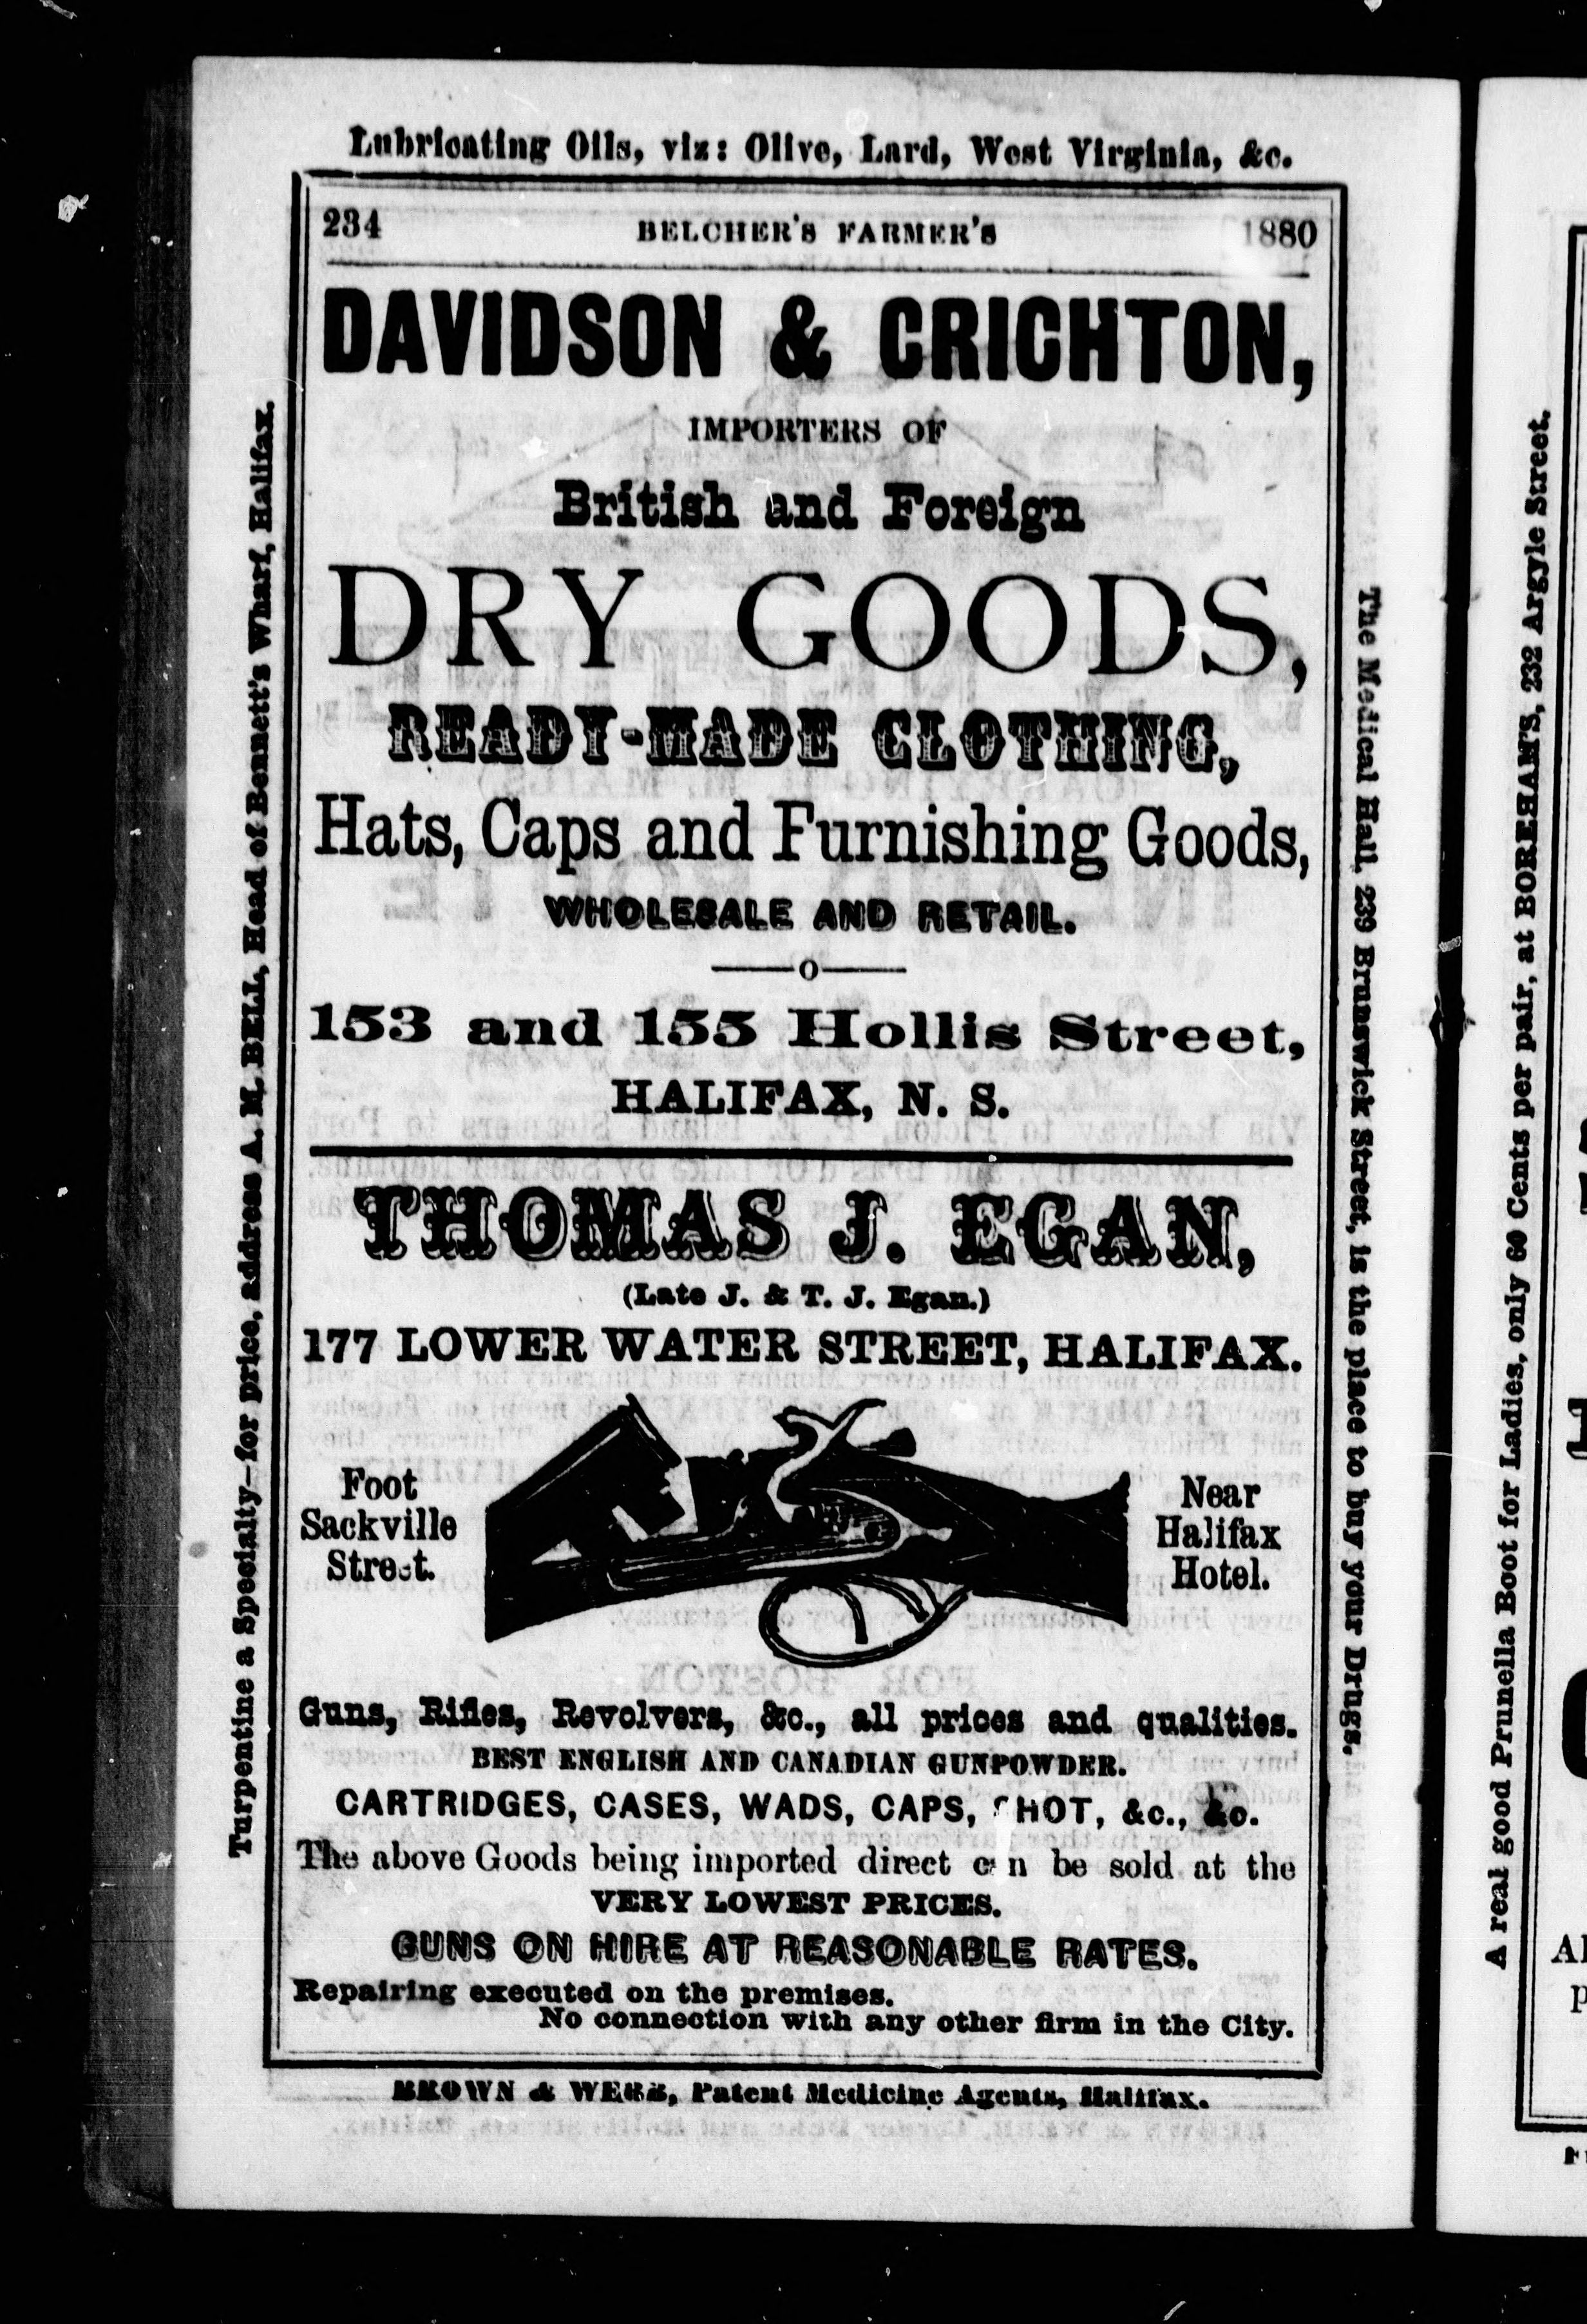 Lubricating Oils, viz: Olive, Lard, West Virginia, &c.
234 BELCHER'S FARMER'S 1880
DAVIDSON & CRICHTON,
IMPORTERS OF
British and Foreign
DRY GOODS,
READY-MADE CLOTHING,
Hats, Caps and Furnishing Goods,
WHOLESALE AND RETAIL.
153 and 155 Hollis Street,
HALIFAX, N. S.
THOMAS J. EGAN,
(Late J. & T. J. Egan.)
177 LOWER WATER STREET, HALIFAX.
Foot
Sackville
Street.
Near
Halifax
Hotel.
Guns, Rifles, Revolvers, &c., all prices and qualities.
BEST ENGLISH AND CANADIAN GUNPOWDER.
CARTRIDGES, CASES, WADS, CAPS, SHOT, &c., &c.
The above Goods being imported direct can be sold at the
VERY LOWEST PRICES.
GUNS ON HIRE AT REASONABLE RATES.
Repairing executed on the premises.
No connection with any other firm in the City.
BROWN & WEBB, Patent Medicine Agents, Halifax.
Turpentine a Specialty—for price, address A. M. BELL, Head of Bennett's Wharf, Halifax.
The Medical Hall, 239 Brunswick Street, is the place to buy your Drugs.
A real good Prunella Boot for Ladies, only 60 Cents per pair, at BOREHAM'S, 232 Argyle Street.